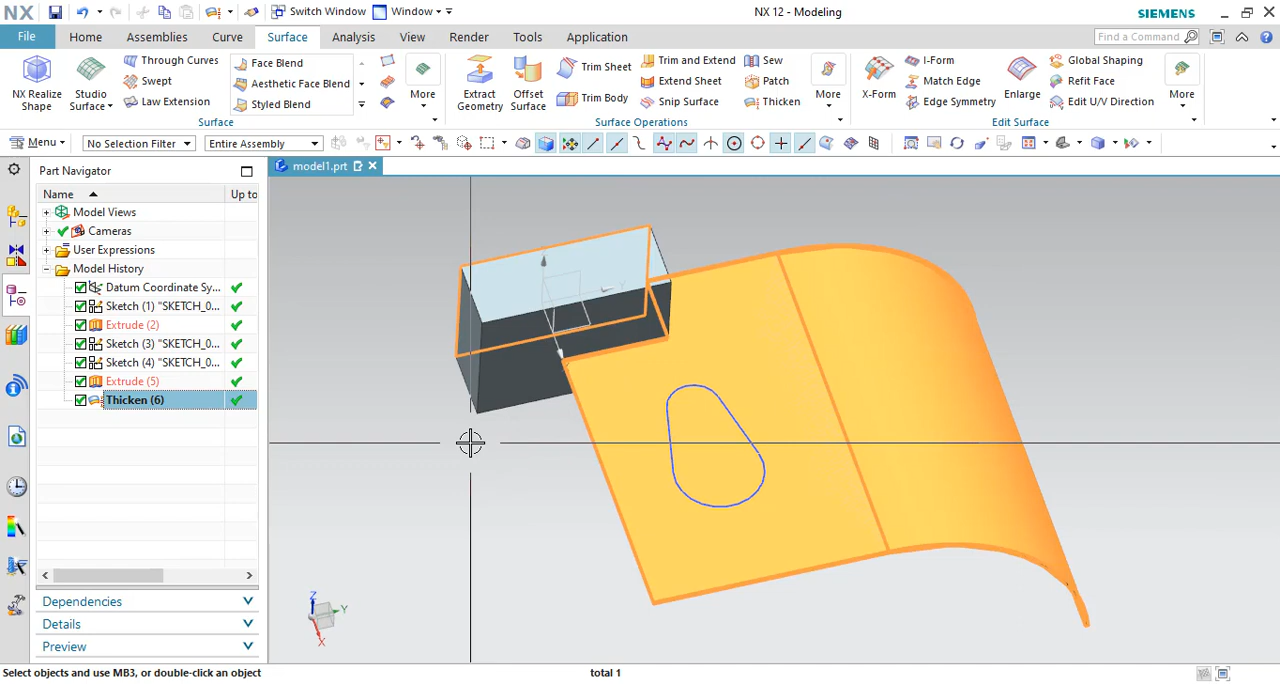 NX Switch Window Window NX 12 - Modeling SIEMENS
File Home Assemblies Curve Surface Analysis View Render Tools Application Find a Command
Through Curves Face Blend Trim and Extend Sew I-Form Global Shaping
Swept Aesthetic Face Blend Trim Sheet Extend Sheet Patch Match Edge Refit Face
NX Realize Shape Studio Surface Law Extension Styled Blend More Extract Geometry Offset Surface Trim Body Snip Surface Thicken More X-Form Edge Symmetry Enlarge Edit U/V Direction More
Surface Surface Operations Edit Surface
Menu No Selection Filter Entire Assembly
Part Navigator model1.prt
Name Up to
Model Views
Cameras
User Expressions
Model History
Datum Coordinate Sy...
Sketch (1) "SKETCH_0...
Extrude (2)
Sketch (3) "SKETCH_0...
Sketch (4) "SKETCH_0...
Extrude (5)
Thicken (6)
Dependencies
Details
Preview
Z
Y
X
Select objects and use MB3, or double-click an object total 1